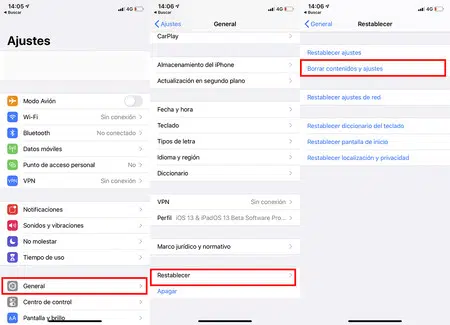 14:05
4G
Buscar
Ajustes
Modo Avión
Wi-Fi Sin conexión
Bluetooth No conectado
Datos móviles
Punto de acceso personal No
VPN VPN Sin conexión
Notificaciones
Sonidos y vibraciones
No molestar
Tiempo de uso
General
Centro de control
AA Pantalla y brillo
14:06
4G
Buscar
Ajustes General
CarPlay
Almacenamiento del iPhone
Actualización en segundo plano
Fecha y hora
Teclado
Tipos de letra
Idioma y región
Diccionario
VPN Sin conexión
Perfil iOS 13 & iPadOS 13 Beta Software Pro...
Marco jurídico y normativo
Restablecer
Apagar
14:06
4G
Buscar
General Restablecer
Restablecer ajustes
Borrar contenidos y ajustes
Restablecer ajustes de red
Restablecer diccionario del teclado
Restablecer pantalla de inicio
Restablecer localización y privacidad